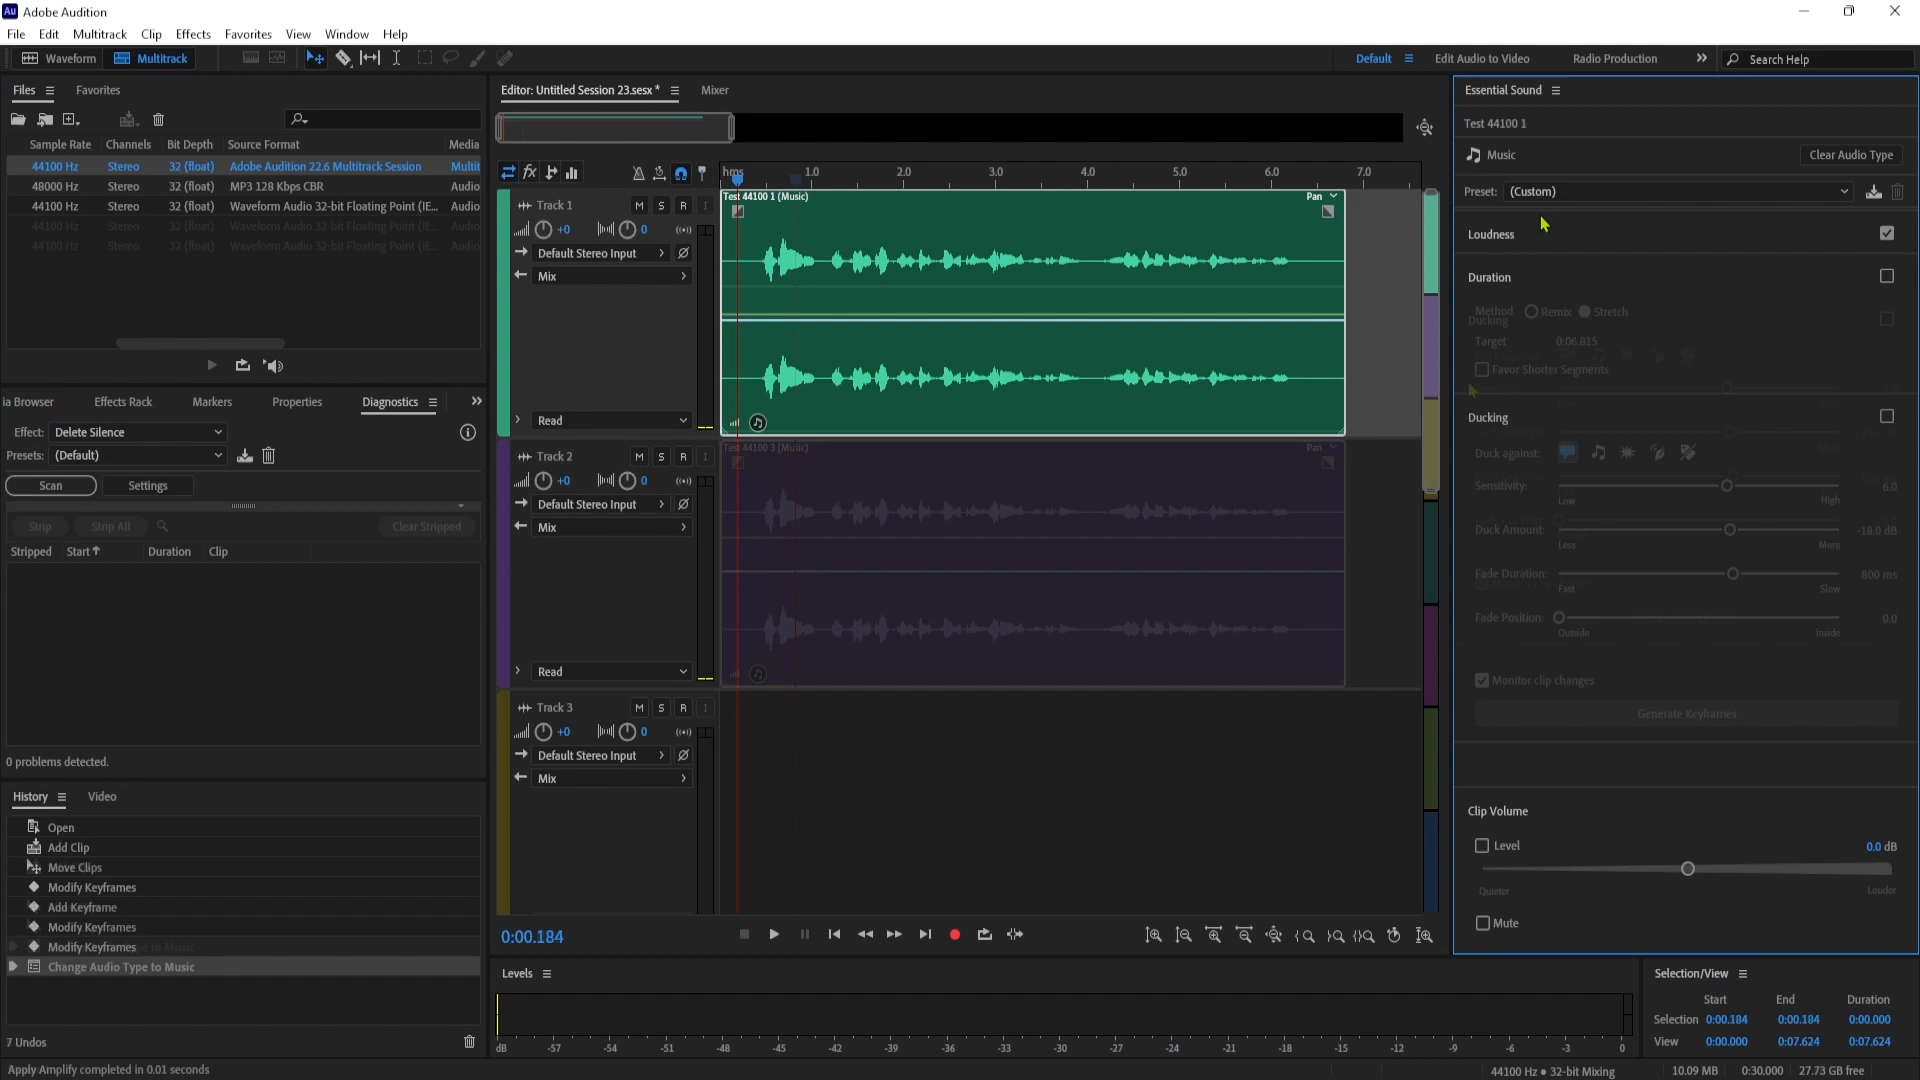 Au Adobe Audition
File Edit Multitrack Clip Effects Favorites View Window Help
Waveform Multitrack Default Edit Audio to Video Radio Production Search Help
Files Favorites
Sample Rate Channels Bit Depth Source Format Media
44100 Hz Stereo 32 (float) Adobe Audition 22.6 Multitrack Session Multit
48000 Hz Stereo 32 (float) MP3 128 Kbps CBR Audio
44100 Hz Stereo 32 (float) Waveform Audio 32-bit Floating Point (IE... Audio
44100 Hz Stereo 32 (float) Waveform Audio 32-bit Floating Point (IE... Audio
44100 Hz Stereo 32 (float) Waveform Audio 32-bit Floating Point (IE... Audio
ia Browser Effects Rack Markers Properties Diagnostics
Effect: Delete Silence
Presets: (Default)
Scan Settings
Strip Strip All Clear Stripped
Stripped Start Duration Clip
0 problems detected.
History Video
Open
Add Clip
Move Clips
Modify Keyframes
Add Keyframe
Modify Keyframes
Modify Keyframes
Change Audio Type to Music
7 Undos
Apply Amplify completed in 0.01 seconds
Editor: Untitled Session 23.sesx * Mixer
fx hms 1.0 2.0 3.0 4.0 5.0 6.0 7.0
Track 1 M S R I
+0 0
Default Stereo Input
Mix
Read
Test 44100 1 (Music) Pan
Track 2 M S R I
+0 0
Default Stereo Input
Mix
Read
Test 44100 3 (Music) Pan
Track 3 M S R I
+0 0
Default Stereo Input
Mix
0:00.184
Levels
dB -57 -54 -51 -48 -45 -42 -39 -36 -33 -30 -27 -24 -21 -18 -15 -12 -9 -6 -3 0
Essential Sound
Test 44100 1
Music Clear Audio Type
Preset: (Custom)
Loudness
Duration
Method Remix Stretch
Ducking
Target 0:06.815
Favor Shorter Segments
Ducking
Duck against:
Sensitivity: 6.0
Low High
Duck Amount: -18.0 dB
Less More
Fade Duration: 800 ms
Fast Slow
Fade Position: 0.0
Outside Inside
Monitor clip changes
Generate Keyframes
Clip Volume
Level 0.0 dB
Quieter Louder
Mute
Selection/View
Start End Duration
Selection 0:00.184 0:00.184 0:00.000
View 0:00.000 0:07.624 0:07.624
44100 Hz • 32-bit Mixing 10.09 MB 0:30.000 27.73 GB free